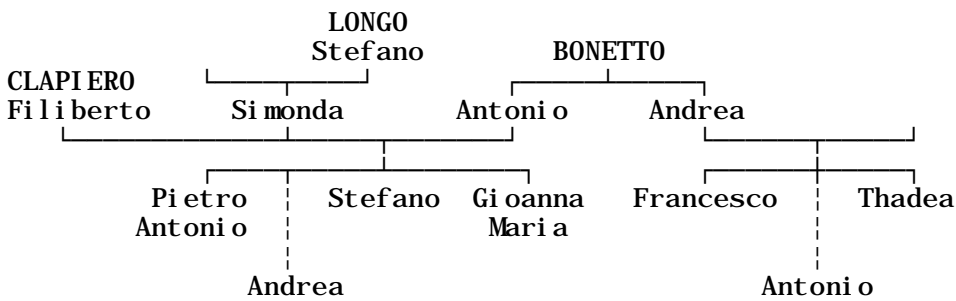 LONGO
Stefano BONETTO
CLAPIERO
Filiberto Simonda Antonio Andrea
Pietro Stefano Gioanna Francesco Thadea
Antonio Maria
Andrea Antonio